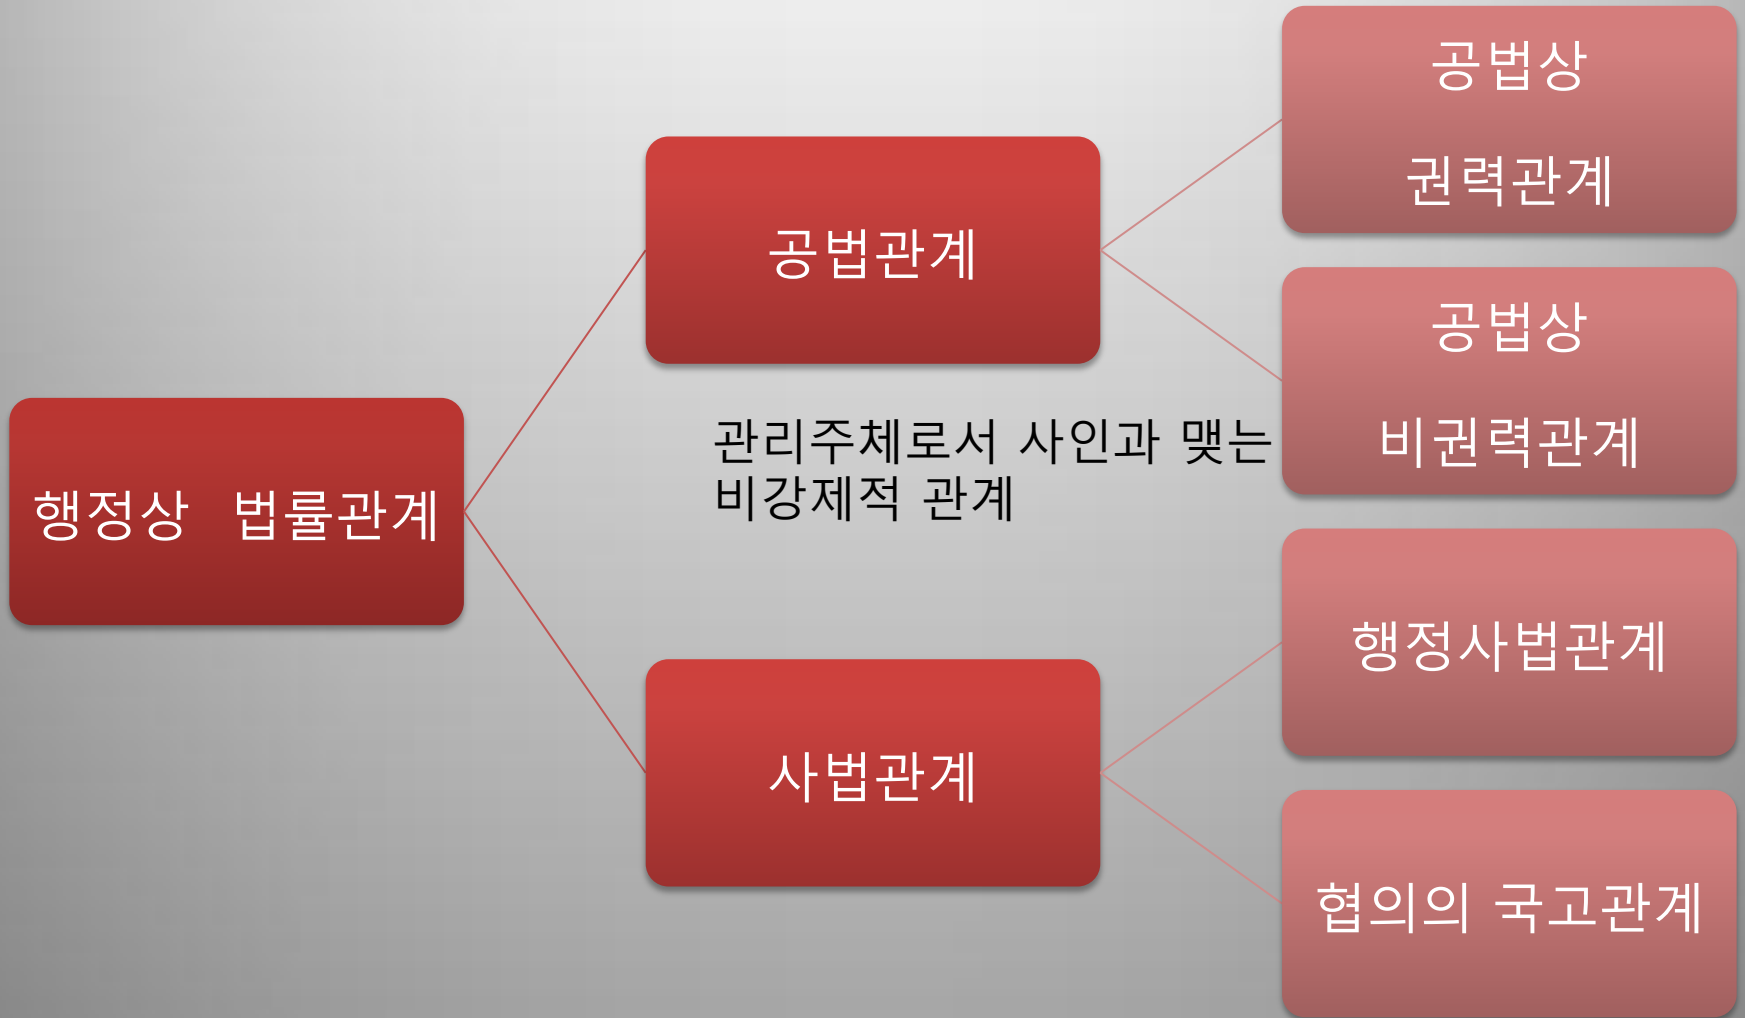 행정상 법률관계
공법관계
관리주체로서 사인과 맺는
비강제적 관계
사법관계
공법상
권력관계
공법상
비권력관계
행정사법관계
협의의 국고관계